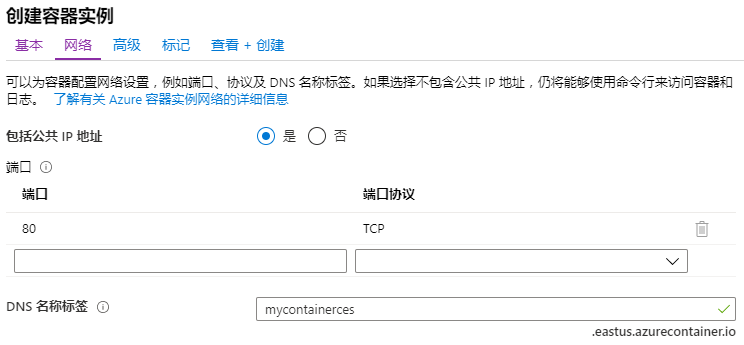 创建容器实例
基本 网络 高级 标记 查看 + 创建
可以为容器配置网络设置，例如端口、协议及 DNS 名称标签。如果选择不包含公共 IP 地址，仍将能够使用命令行来访问容器和
日志。 了解有关 Azure 容器实例网络的详细信息
包括公共 IP 地址 是 否
端口
端口 端口协议
80 TCP
DNS 名称标签 mycontainerces
.eastus.azurecontainer.io